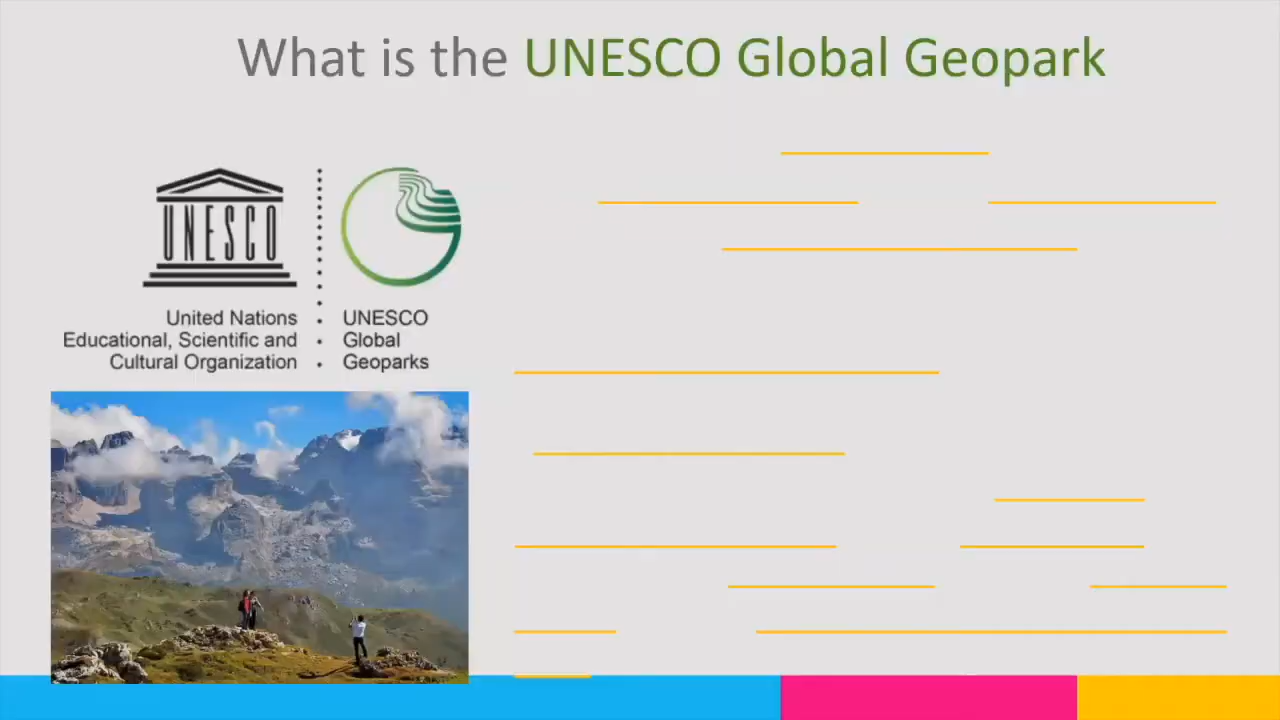 What is the UNESCO Global Geopark
UNESCO
United Nations
Educational, Scientific and
Cultural Organization
UNESCO
Global
Geoparks